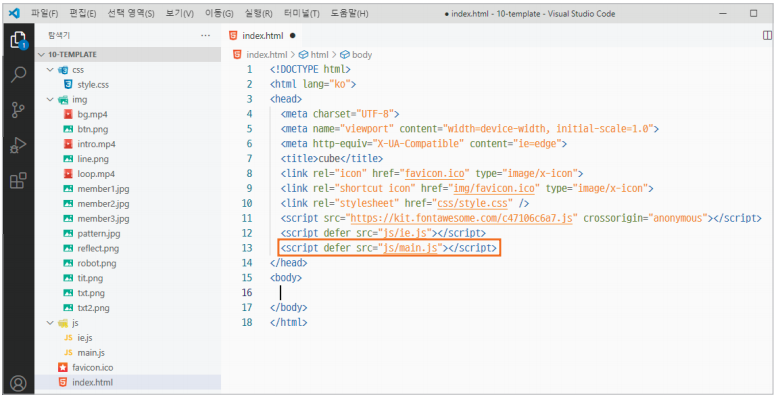 파일(F) 편집(E) 선택 영역(S) 보기(V) 이동(G) 실행(R) 터미널(T) 도움말(H) ● index.html - 10-template - Visual Studio Code
탐색기 ···
index.html ●
10-TEMPLATE
index.html > html > body
css
style.css
img
bg.mp4
btn.png
intro.mp4
line.png
loop.mp4
member1.jpg
member2.jpg
member3.jpg
pattern.jpg
reflect.png
robot.png
tit.png
txt.png
txt2.png
js
JS ie.js
JS main.js
favicon.ico
index.html
1 <!DOCTYPE html>
2 <html lang="ko">
3 <head>
4 <meta charset="UTF-8">
5 <meta name="viewport" content="width=device-width, initial-scale=1.0">
6 <meta http-equiv="X-UA-Compatible" content="ie=edge">
7 <title>cube</title>
8 <link rel="icon" href="favicon.ico" type="image/x-icon">
9 <link rel="shortcut icon" href="img/favicon.ico" type="image/x-icon">
10 <link rel="stylesheet" href="css/style.css" />
11 <script src="https://kit.fontawesome.com/c47106c6a7.js" crossorigin="anonymous"></script>
12 <script defer src="js/ie.js"></script>
13 <script defer src="js/main.js"></script>
14 </head>
15 <body>
16
17 </body>
18 </html>
1